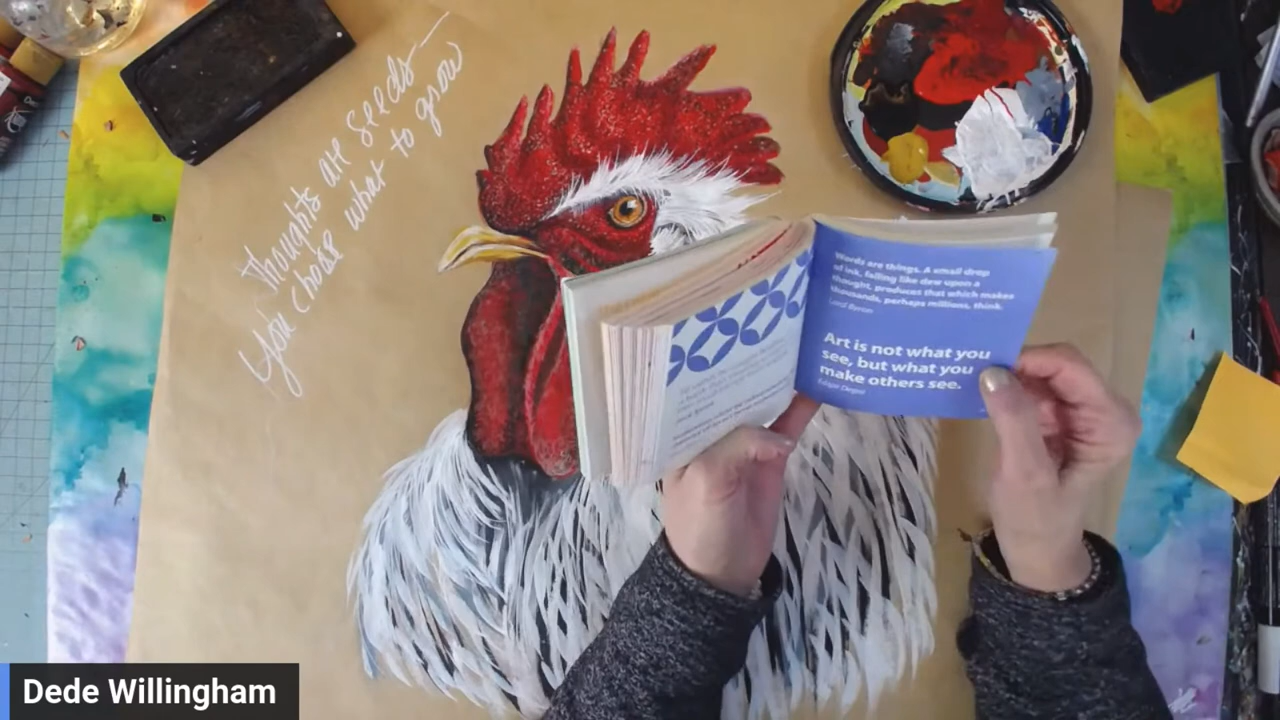 Thoughts are seeds—
You choose what to grow
Words are things. A small drop
of ink, falling like dew upon a
thought, produces that which makes
thousands, perhaps millions, think.
Lord Byron
Art is not what you
see, but what you
make others see.
Edgar Degas
Dede Willingham